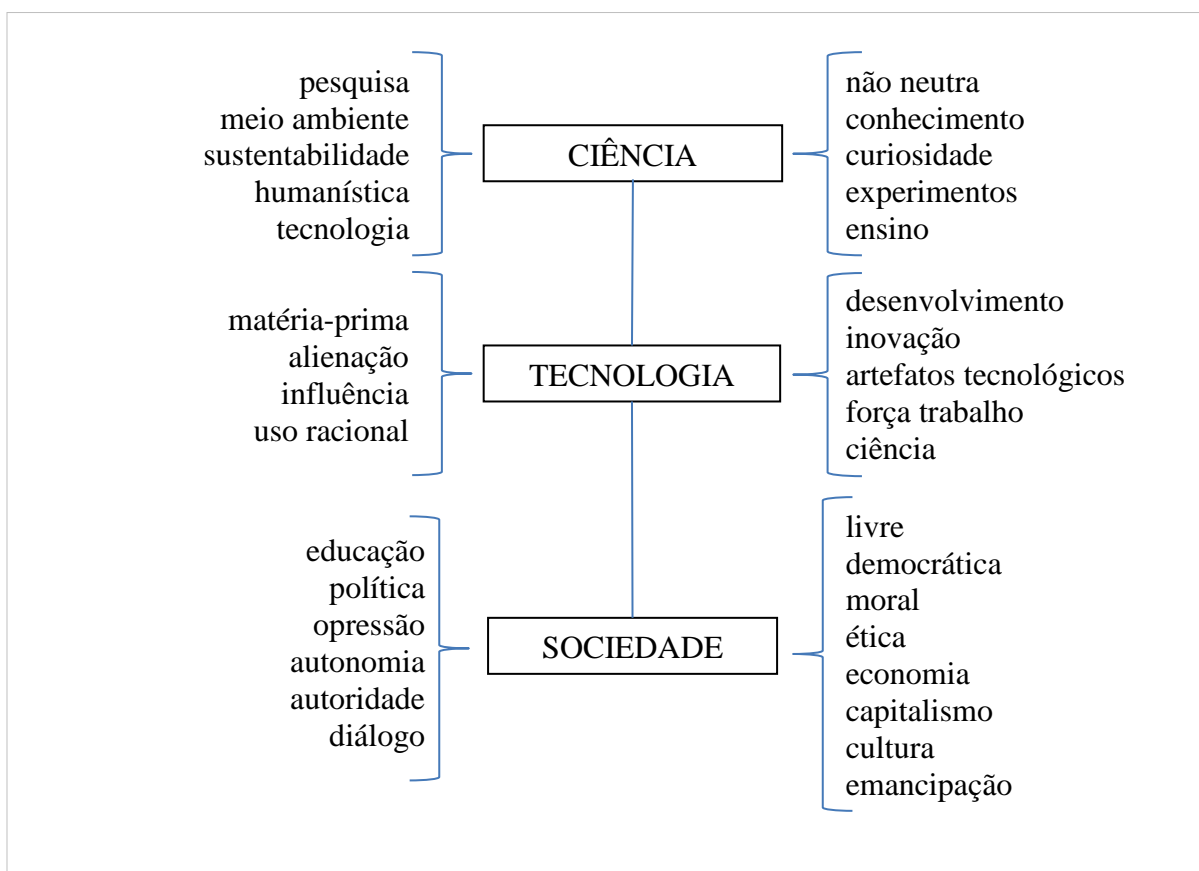 pesquisa
meio ambiente
sustentabilidade
humanística
tecnologia
CIÊNCIA
não neutra
conhecimento
curiosidade
experimentos
ensino
matéria-prima
alienação
influência
uso racional
TECNOLOGIA
desenvolvimento
inovação
artefatos tecnológicos
força trabalho
ciência
educação
política
opressão
autonomia
autoridade
diálogo
SOCIEDADE
livre
democrática
moral
ética
economia
capitalismo
cultura
emancipação